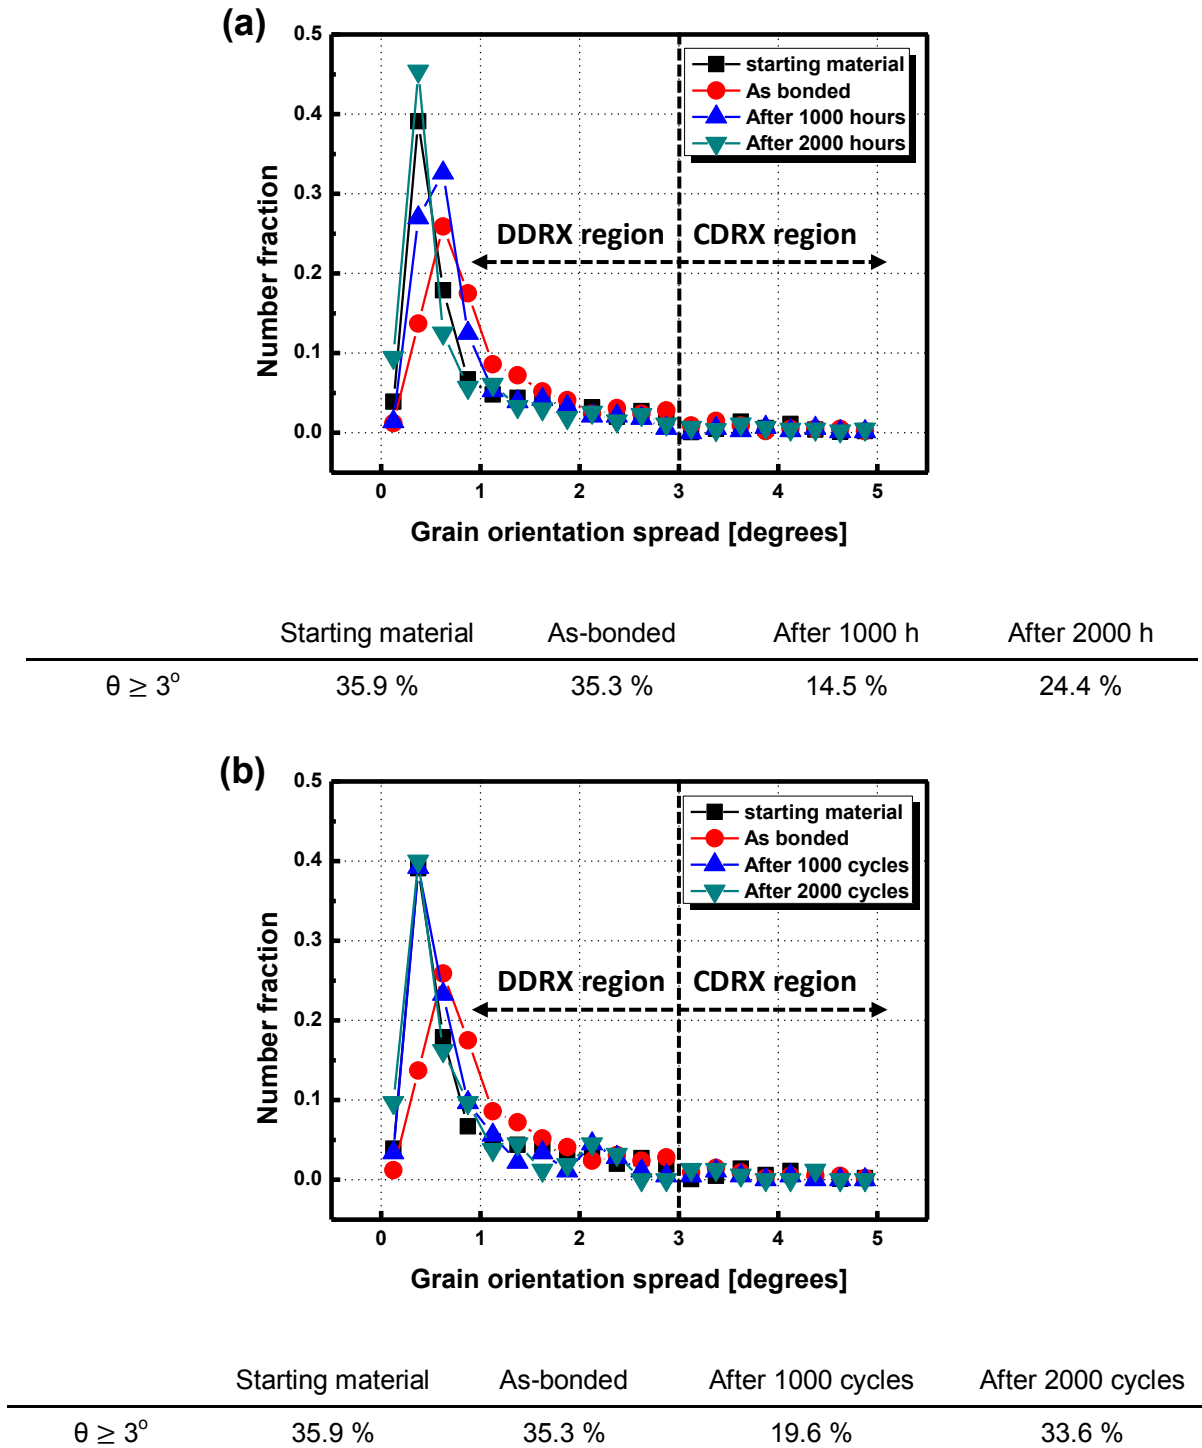 (a)
0.5
0.4
0.3
0.2
0.1
0.0
Number fraction
starting material
As bonded
After 1000 hours
After 2000 hours
DDRX region CDRX region
0 1 2 3 4 5
Grain orientation spread [degrees]
Starting material As-bonded After 1000 h After 2000 h
θ ≥ 3° 35.9 % 35.3 % 14.5 % 24.4 %
(b)
0.5
0.4
0.3
0.2
0.1
0.0
Number fraction
starting material
As bonded
After 1000 cycles
After 2000 cycles
DDRX region CDRX region
0 1 2 3 4 5
Grain orientation spread [degrees]
Starting material As-bonded After 1000 cycles After 2000 cycles
θ ≥ 3° 35.9 % 35.3 % 19.6 % 33.6 %